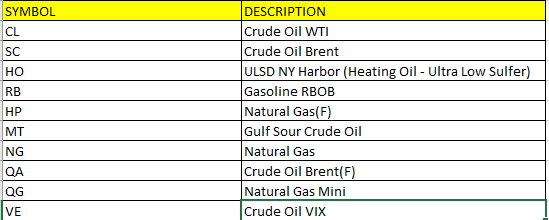 SYMBOL DESCRIPTION
CL Crude Oil WTI
SC Crude Oil Brent
HO ULSD NY Harbor (Heating Oil - Ultra Low Sulfer)
RB Gasoline RBOB
HP Natural Gas(F)
MT Gulf Sour Crude Oil
NG Natural Gas
QA Crude Oil Brent(F)
QG Natural Gas Mini
VE Crude Oil VIX